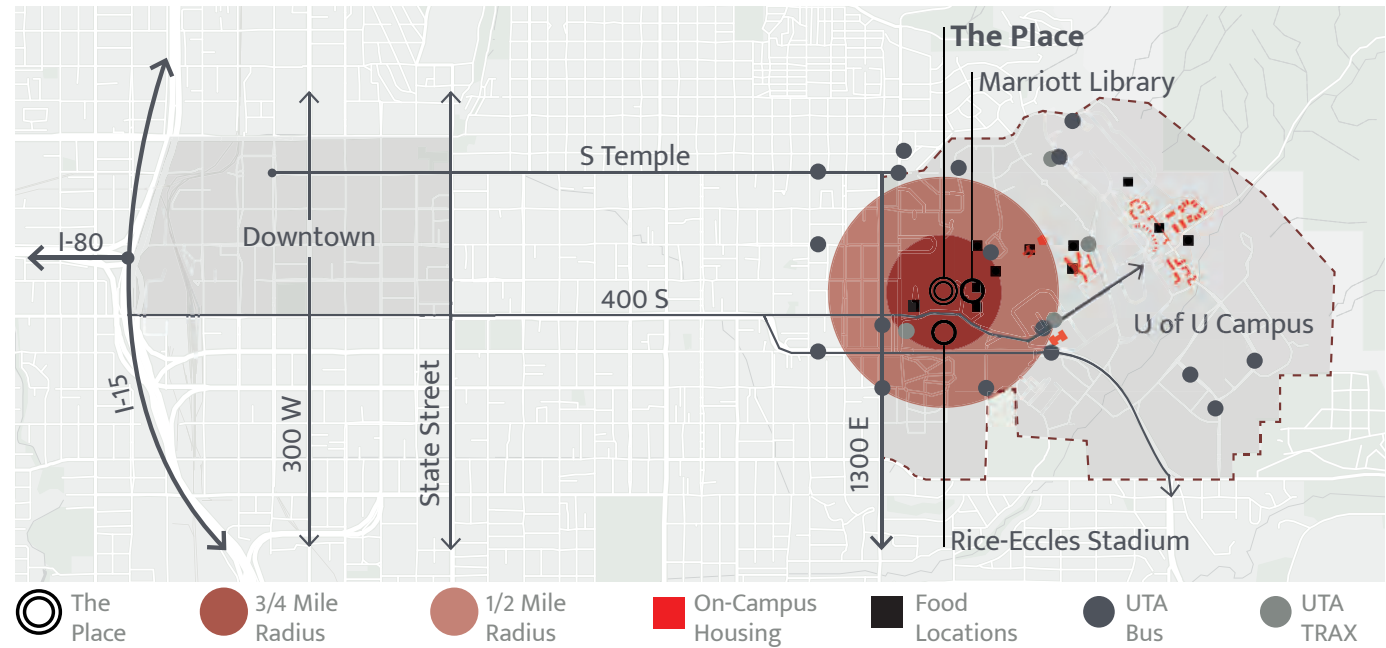 The Place
Marriott Library
S Temple
Downtown
I-80
400 S
U of U Campus
I-15
300 W
State Street
1300 E
Rice-Eccles Stadium
The
Place
3/4 Mile
Radius
1/2 Mile
Radius
On-Campus
Housing
Food
Locations
UTA
Bus
UTA
TRAX